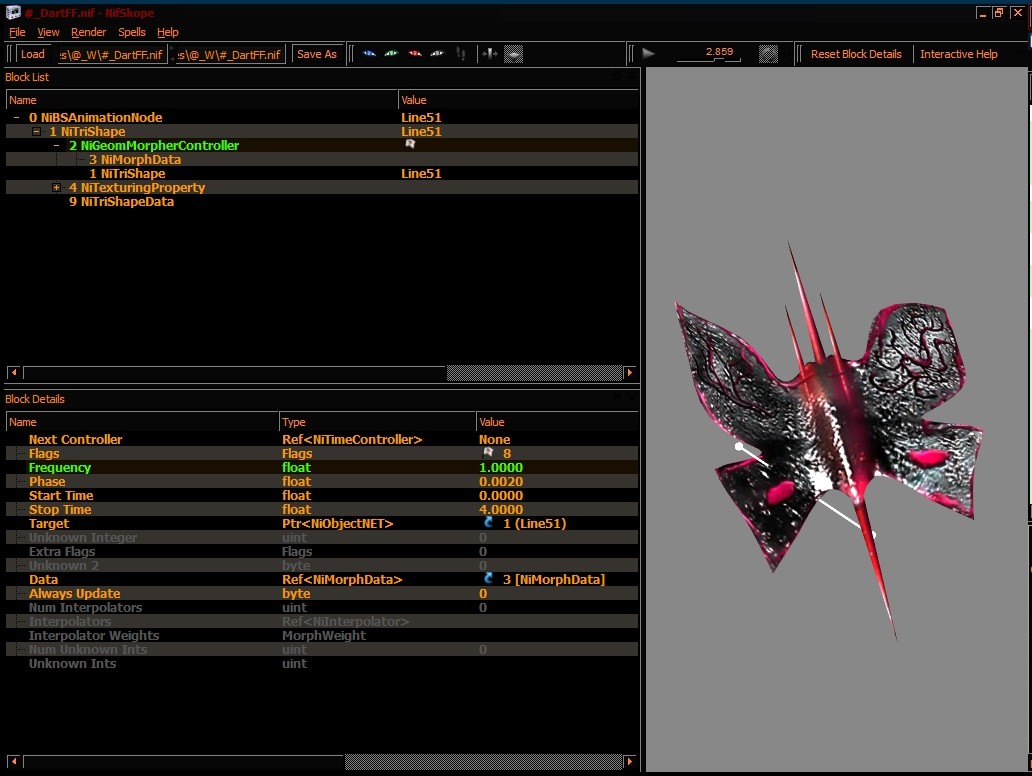 #_DartFF.nif - NifSkope
File View Render Spells Help
Load s\@_W\#_DartFF.nif s\@_W\#_DartFF.nif Save As 2.859 Reset Block Details Interactive Help
Block List
Name Value
0 NiBSAnimationNode Line51
1 NiTriShape Line51
2 NiGeomMorpherController
3 NiMorphData
1 NiTriShape Line51
4 NiTexturingProperty
9 NiTriShapeData
Block Details
Name Type Value
Next Controller Ref<NiTimeController> None
Flags Flags 8
Frequency float 1.0000
Phase float 0.0020
Start Time float 0.0000
Stop Time float 4.0000
Target Ptr<NiObjectNET> 1 (Line51)
Unknown Integer uint 0
Extra Flags Flags 0
Unknown 2 byte 0
Data Ref<NiMorphData> 3 [NiMorphData]
Always Update byte 0
Num Interpolators uint 0
Interpolators Ref<NiInterpolator>
Interpolator Weights MorphWeight
Num Unknown Ints uint 0
Unknown Ints uint